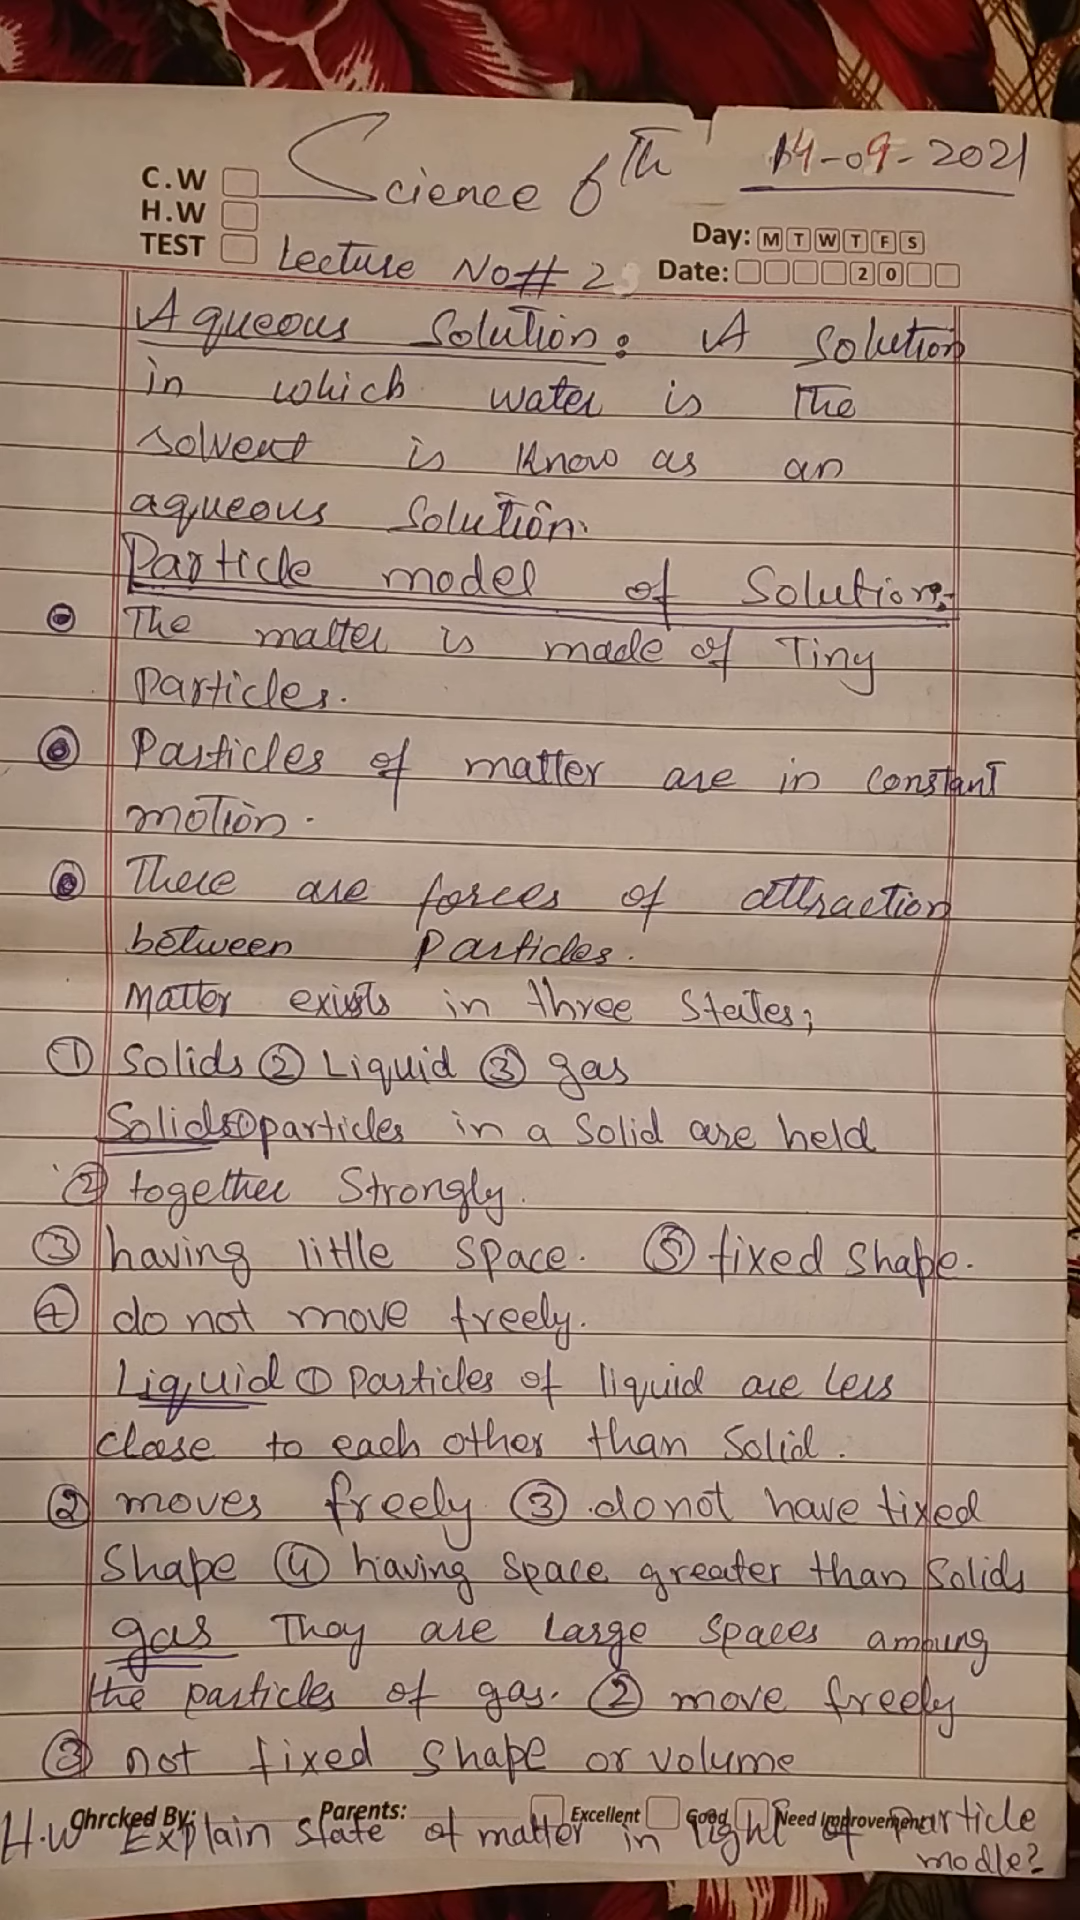 Science 6th 14-09-2021
C.W
H.W
TEST
Day: M T W T F S
Lecture No# 2
Date: 2 0
Aqueous Solution: A Solution
in which water is the
solvent is know as an
aqueous Solution.
Particle model of Solution:-
The matter is made of Tiny
Particles.
Particles of matter are in constant
motion.
There are forces of attraction
between Particles.
Matter exists in three States;
① Solids ② Liquid ③ gas
Solids ① particles in a Solid are held
② together Strongly.
③ having little space. ⑤ fixed shape.
④ do not move freely.
Liquid ① Particles of liquid are less
close to each other than Solid.
② moves freely ③ do not have fixed
Shape ④ having space greater than Solids
gas They are large spaces amoung
the particles of gas. ② move freely
③ not fixed shape or volume
Ghrcked By: Parents: Excellent Good Need Improvement
H.W Explain state of matter in light of Particle
modle?